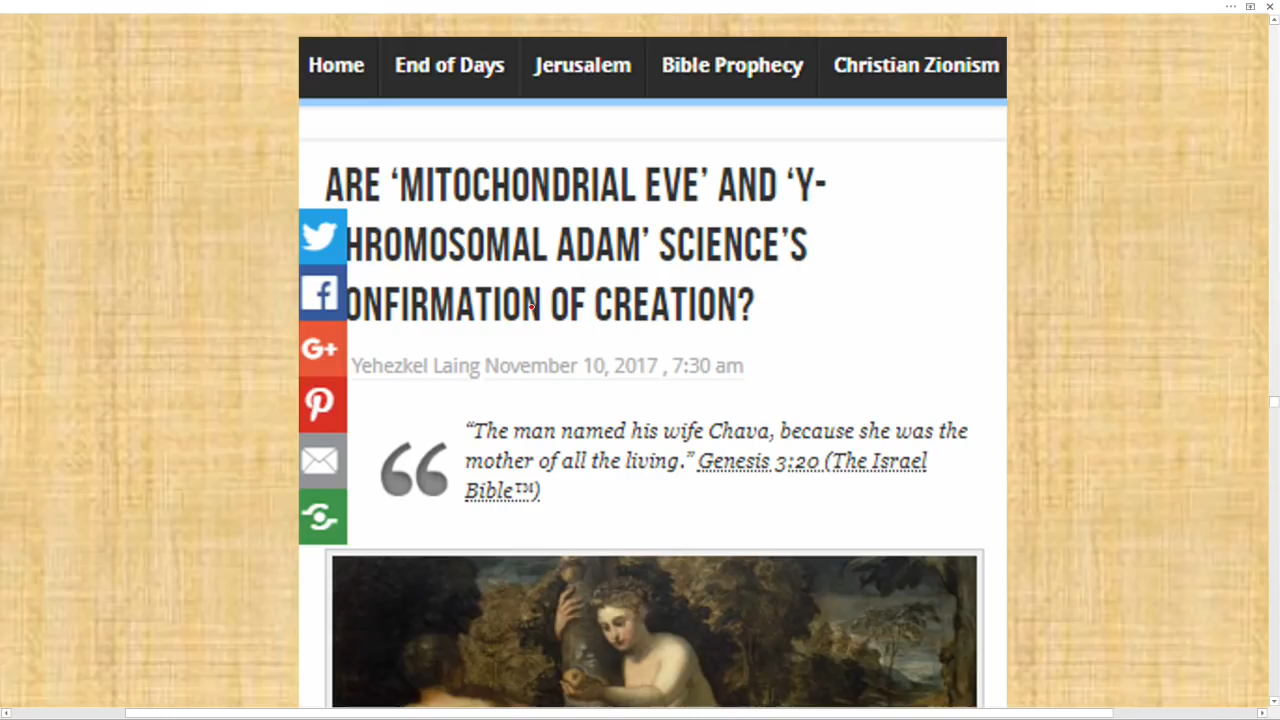 Home End of Days Jerusalem Bible Prophecy Christian Zionism
ARE ‘MITOCHONDRIAL EVE’ AND ‘Y-
HROMOSOMAL ADAM’ SCIENCE’S
ONFIRMATION OF CREATION?
Yehezkel Laing November 10, 2017 , 7:30 am
“The man named his wife Chava, because she was the
mother of all the living.” Genesis 3:20 (The Israel
Bible™)
G+